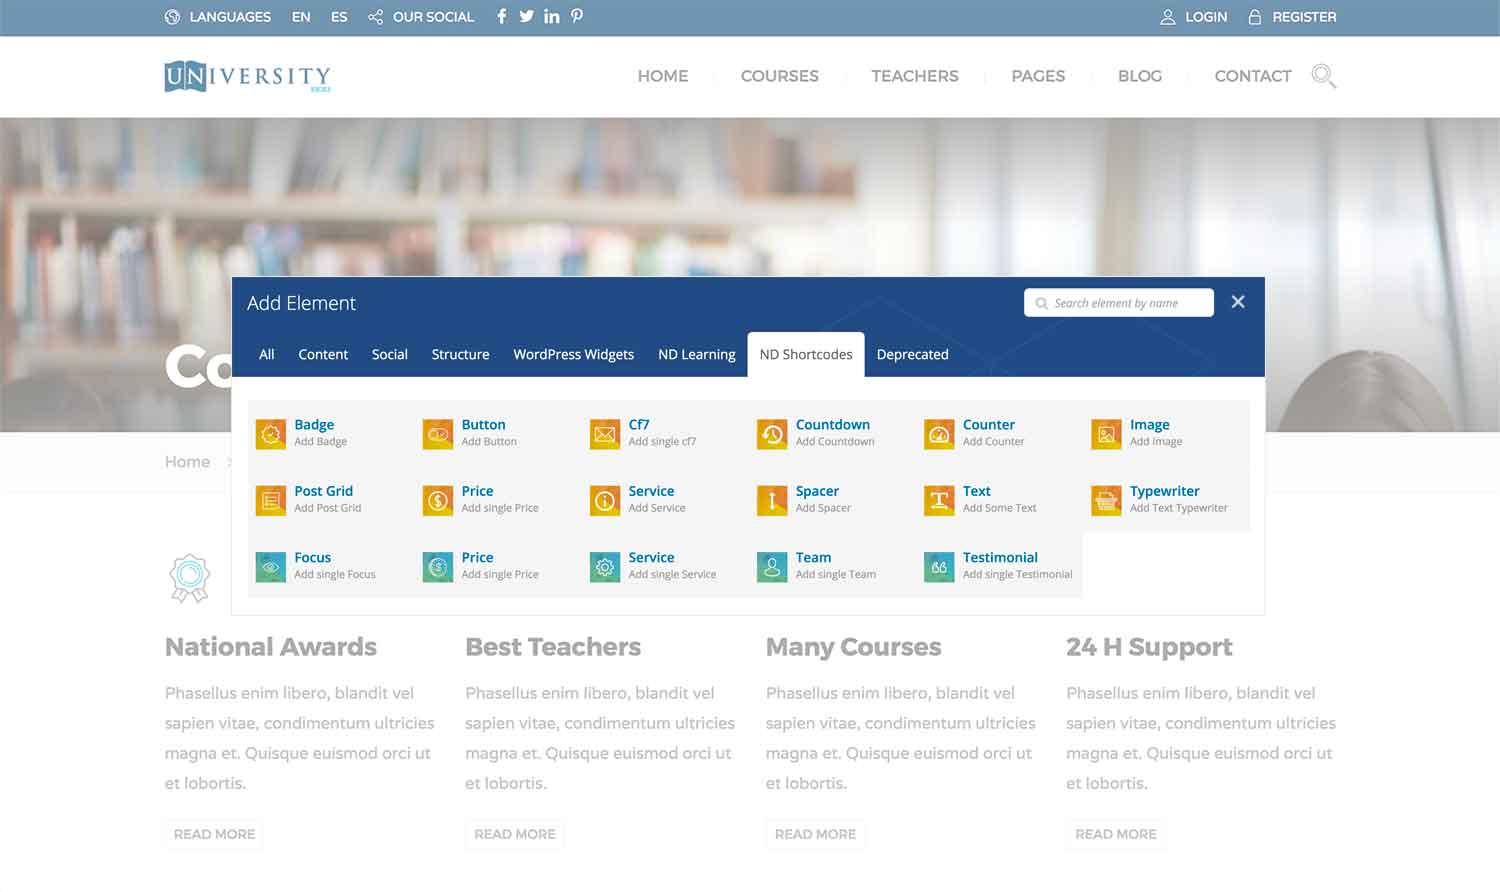 LANGUAGES EN ES OUR SOCIAL LOGIN REGISTER
UNIVERSITY
HOME COURSES TEACHERS PAGES BLOG CONTACT
Add Element Search element by name
All Content Social Structure WordPress Widgets ND Learning ND Shortcodes Deprecated
Co
Badge Button Cf7 Countdown Counter Image
Add Badge Add Button Add single cf7 Add Countdown Add Counter Add Image
Home
Post Grid Price Service Spacer Text Typewriter
Add Post Grid Add single Price Add Service Add Spacer Add Some Text Add Text Typewriter
Focus Price Service Team Testimonial
Add single Focus Add single Price Add single Service Add single Team Add single Testimonial
National Awards
Phasellus enim libero, blandit vel
sapien vitae, condimentum ultricies
magna et. Quisque euismod orci ut
et lobortis.
READ MORE
Best Teachers
Phasellus enim libero, blandit vel
sapien vitae, condimentum ultricies
magna et. Quisque euismod orci ut
et lobortis.
READ MORE
Many Courses
Phasellus enim libero, blandit vel
sapien vitae, condimentum ultricies
magna et. Quisque euismod orci ut
et lobortis.
READ MORE
24 H Support
Phasellus enim libero, blandit vel
sapien vitae, condimentum ultricies
magna et. Quisque euismod orci ut
et lobortis.
READ MORE